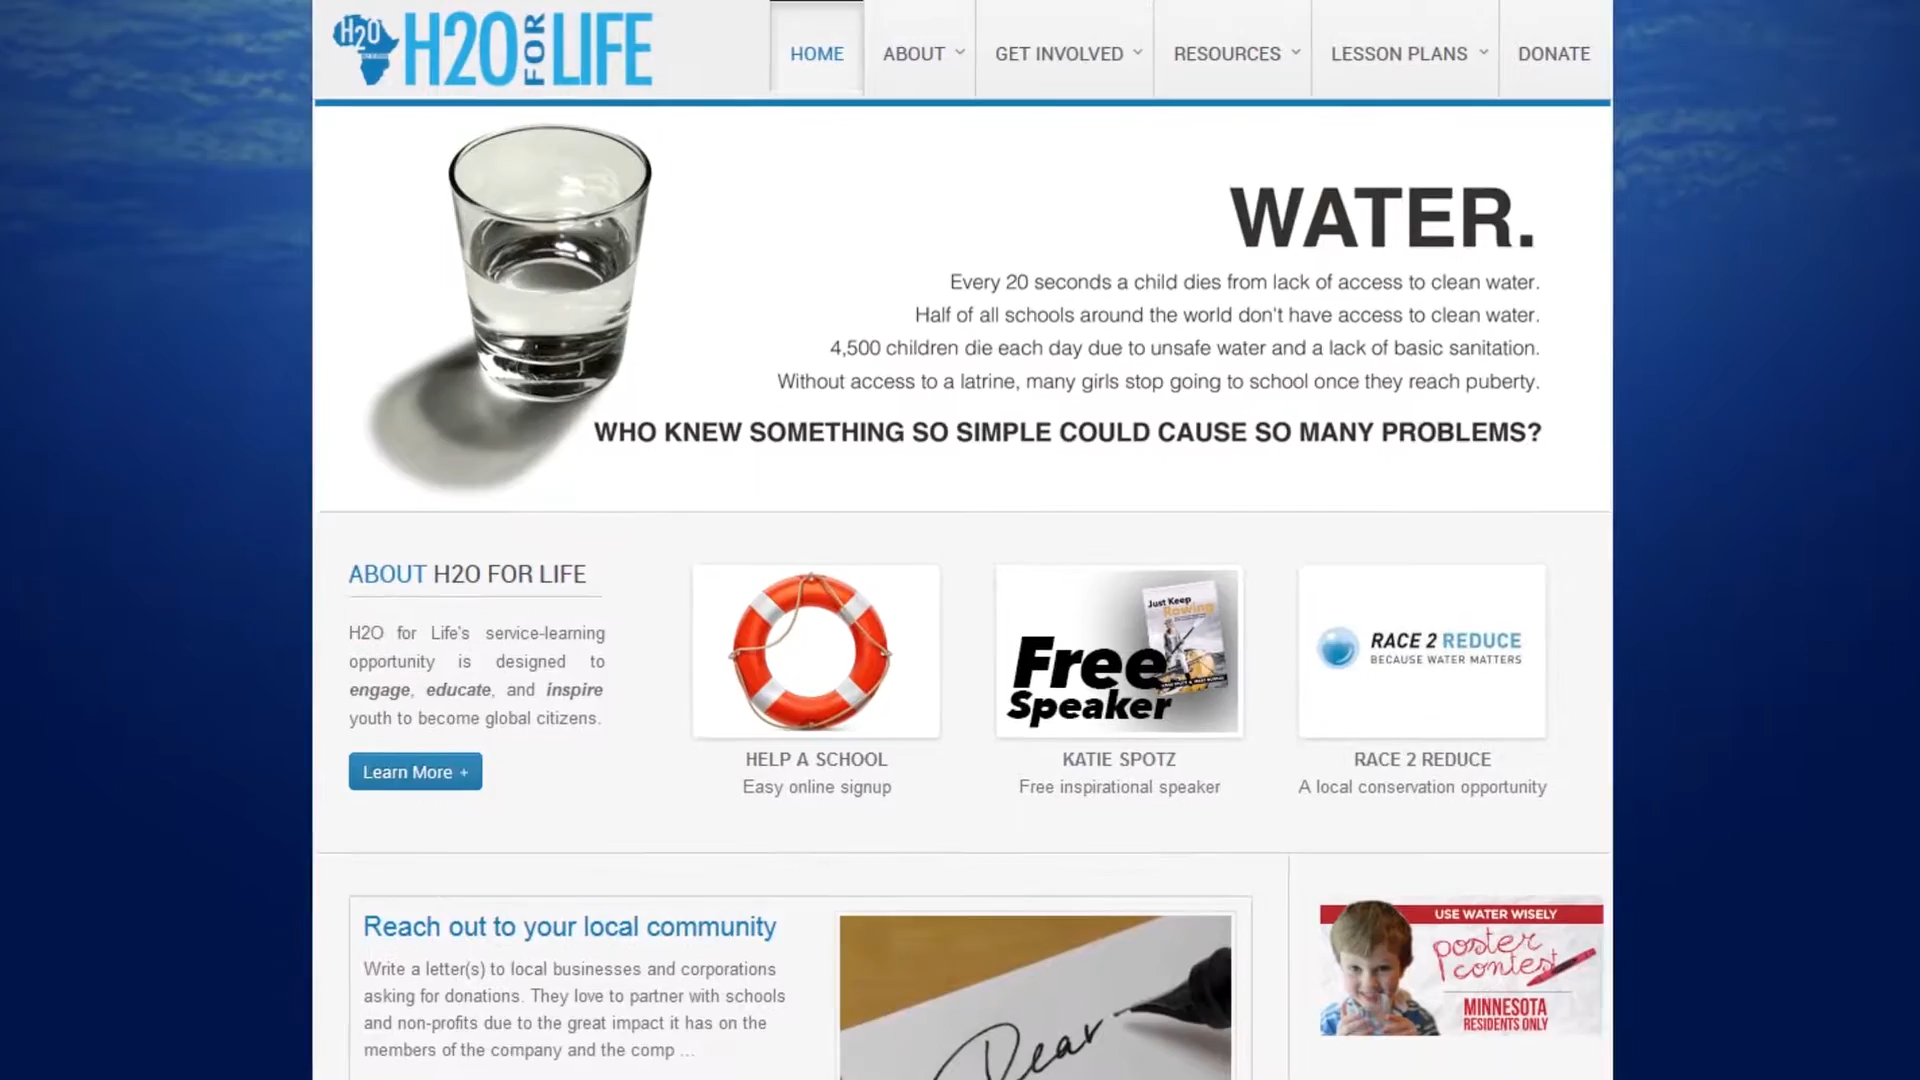 H2O
H2O FOR LIFE
HOME
ABOUT
GET INVOLVED
RESOURCES
LESSON PLANS
DONATE
WATER.
Every 20 seconds a child dies from lack of access to clean water.
Half of all schools around the world don't have access to clean water.
4,500 children die each day due to unsafe water and a lack of basic sanitation.
Without access to a latrine, many girls stop going to school once they reach puberty.
WHO KNEW SOMETHING SO SIMPLE COULD CAUSE SO MANY PROBLEMS?
ABOUT H2O FOR LIFE
H2O for Life's service-learning
opportunity is designed to
engage, educate, and inspire
youth to become global citizens.
Learn More +
HELP A SCHOOL
Easy online signup
Just Keep
Rowing
Free
Speaker
KATIE SPOTZ
Free inspirational speaker
RACE 2 REDUCE
BECAUSE WATER MATTERS
RACE 2 REDUCE
A local conservation opportunity
Reach out to your local community
Write a letter(s) to local businesses and corporations
asking for donations. They love to partner with schools
and non-profits due to the great impact it has on the
members of the company and the comp ...
Dear
USE WATER WISELY
poster
contest
MINNESOTA
RESIDENTS ONLY